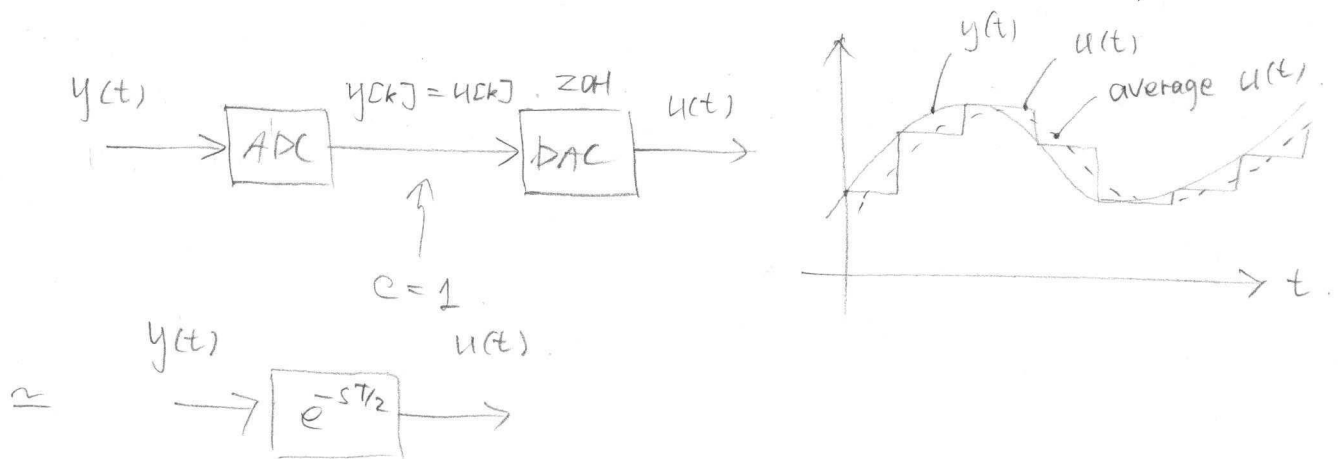 y(t)
ADC
y[k] = u[k].
ZOH
DAC
u(t)
C = 1
y(t)
u(t)
average u(t)
t.
≃
y(t)
e^{-sT/2}
u(t)